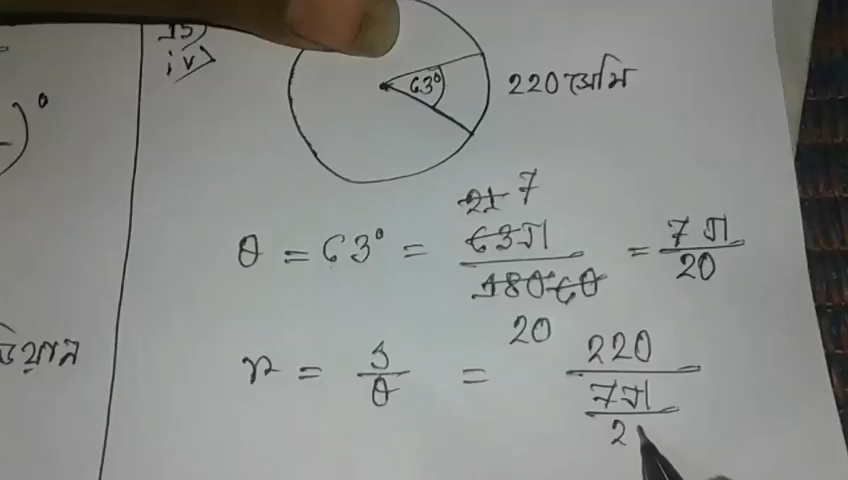 15)
iv)
63° 220 সেমি
)°
θ = 63° = 63π/180 = 7π/20
21 7
60
20
r = s/θ = 220/(7π/2